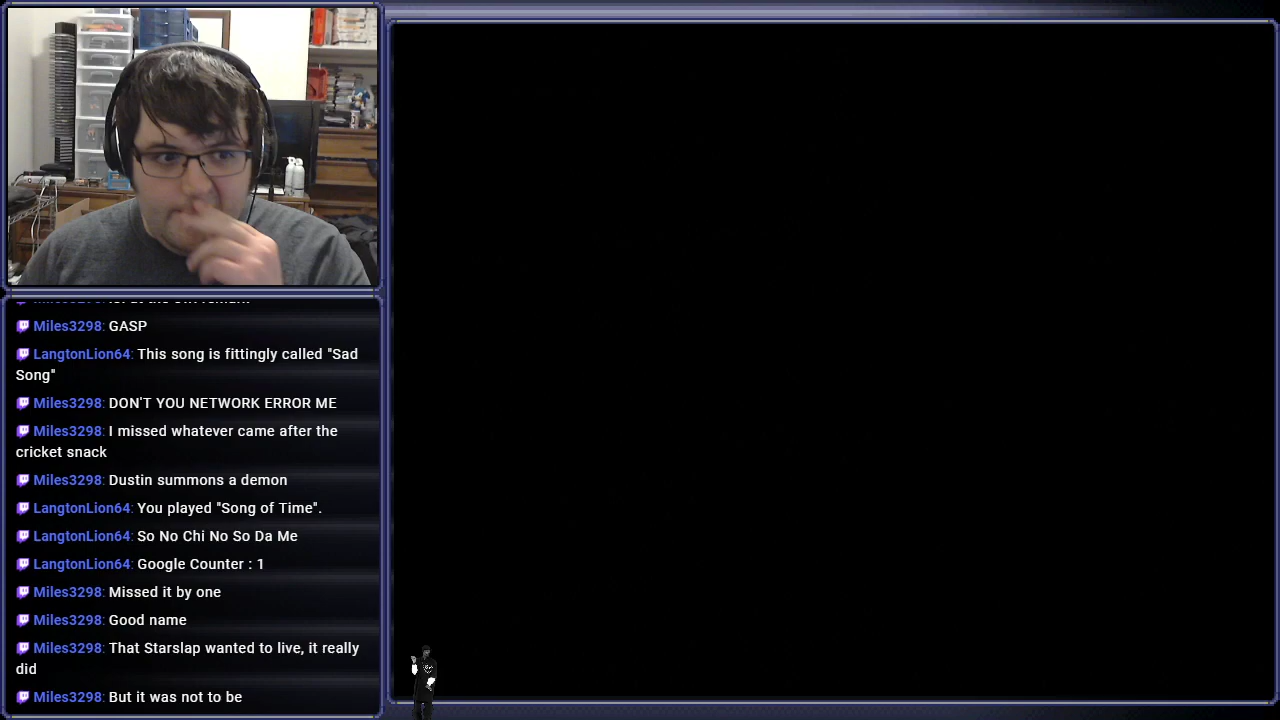 Miles3298: GASP
LangtonLion64: This song is fittingly called "Sad
Song"
Miles3298: DON'T YOU NETWORK ERROR ME
Miles3298: I missed whatever came after the
cricket snack
Miles3298: Dustin summons a demon
LangtonLion64: You played "Song of Time".
LangtonLion64: So No Chi No So Da Me
LangtonLion64: Google Counter : 1
Miles3298: Missed it by one
Miles3298: Good name
Miles3298: That Starslap wanted to live, it really
did
Miles3298: But it was not to be